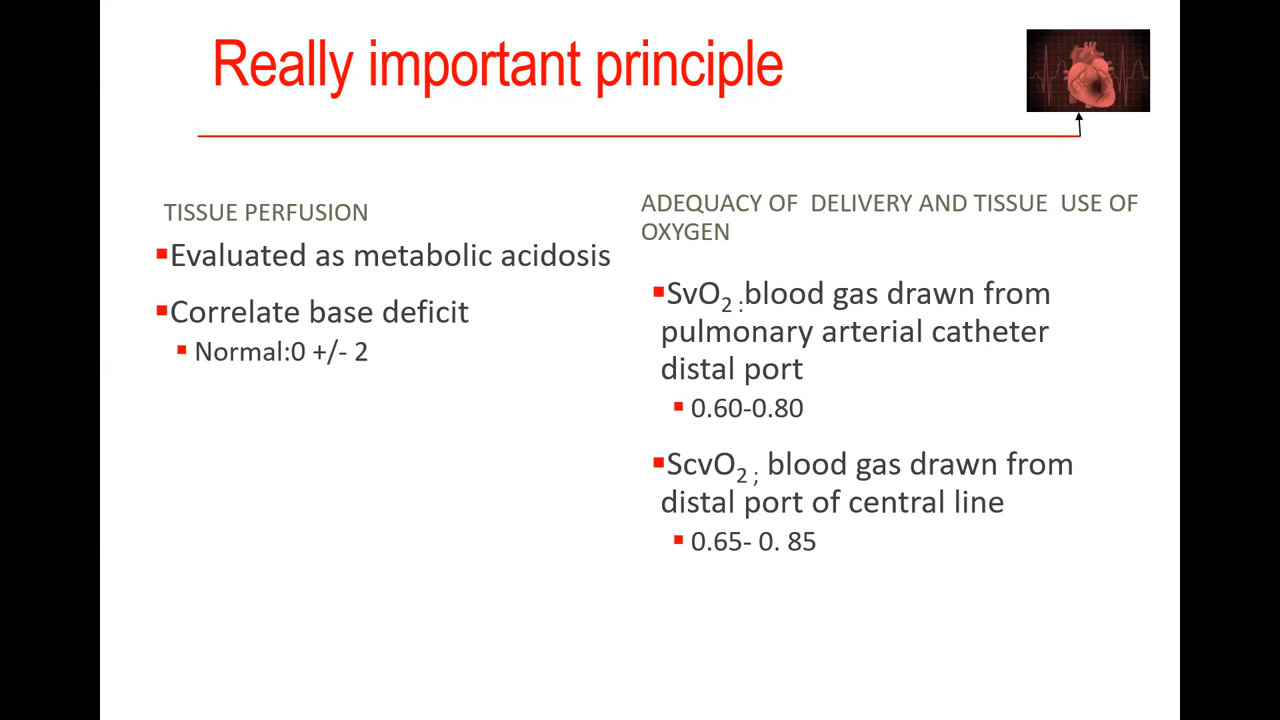 Really important principle
TISSUE PERFUSION
▪Evaluated as metabolic acidosis
▪Correlate base deficit
▪ Normal:0 +/- 2
ADEQUACY OF  DELIVERY AND TISSUE  USE OF
OXYGEN
▪SvO2 :blood gas drawn from
pulmonary arterial catheter
distal port
▪ 0.60-0.80
▪ScvO2 ; blood gas drawn from
distal port of central line
▪ 0.65- 0. 85